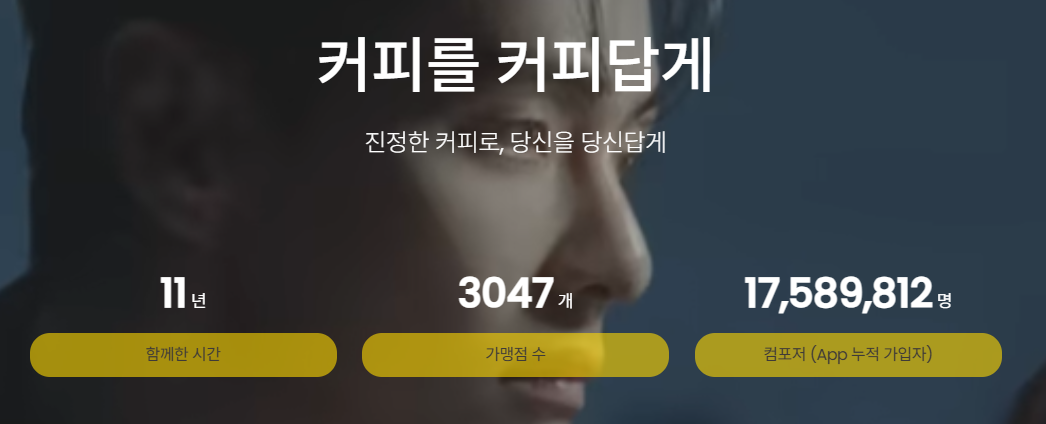 커피를 커피답게
진정한 커피로, 당신을 당신답게
11 년
3047 개
17,589,812 명
함께한 시간
가맹점 수
컴포저 (App 누적 가입자)